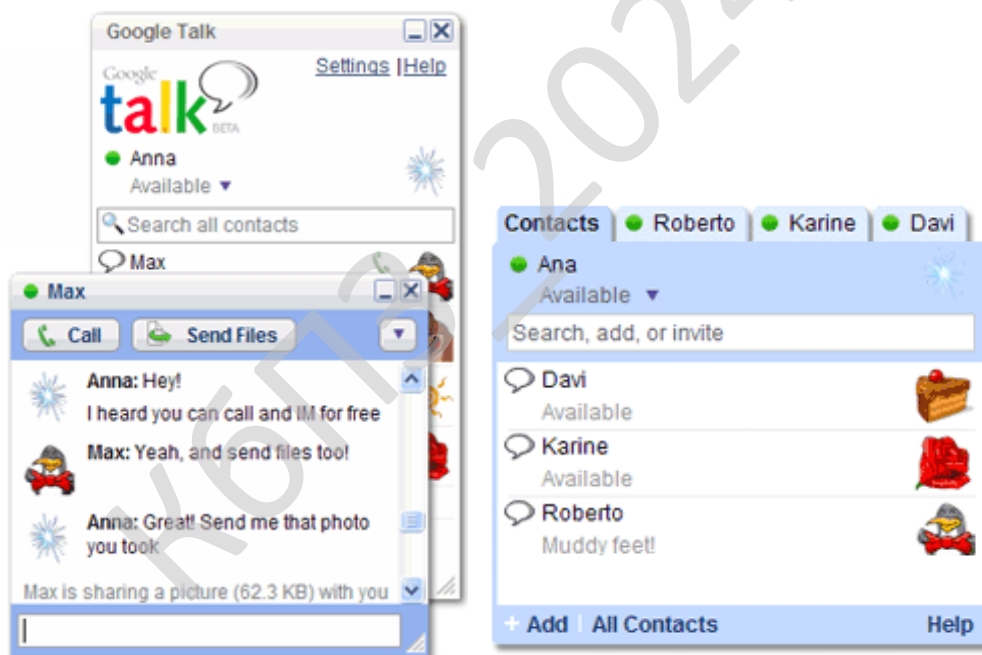 Google Talk
Settings | Help
Google
talk
BETA
Anna
Available
Search all contacts
Max
Max
Call
Send Files
Anna: Hey!
I heard you can call and IM for free
Max: Yeah, and send files too!
Anna: Great! Send me that photo
you took
Max is sharing a picture (62.3 KB) with you
Contacts Roberto Karine Davi
Ana
Available
Search, add, or invite
Davi
Available
Karine
Available
Roberto
Muddy feet!
+ Add All Contacts Help
КбПЗ_2024